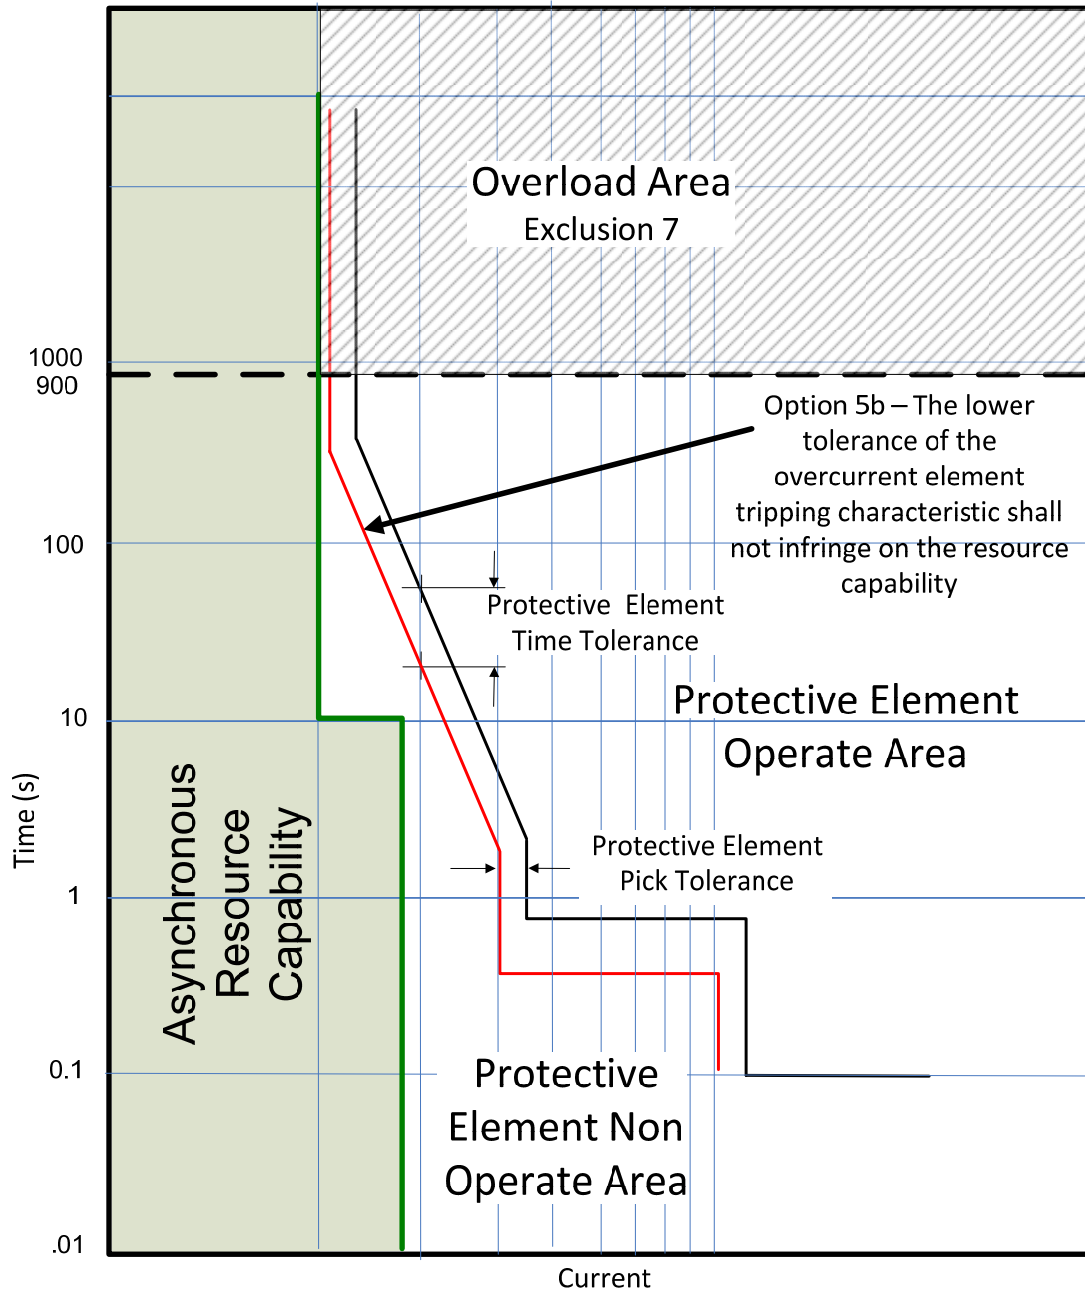 Overload Area
Exclusion 7
1000
900
Option 5b – The lower
tolerance of the
overcurrent element
tripping characteristic shall
not infringe on the resource
capability
100
Protective Element
Time Tolerance
Protective Element
Operate Area
10
Time (s)
Asynchronous
Resource
Capability
Protective Element
Pick Tolerance
1
0.1
Protective
Element Non
Operate Area
.01
Current